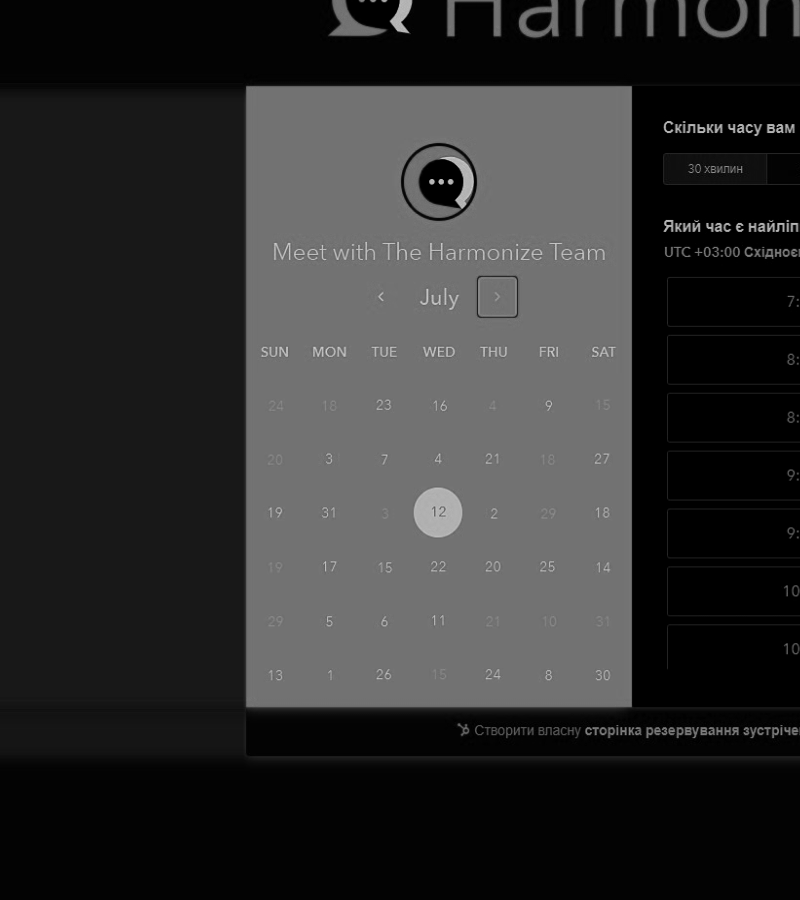 Harmon
Meet with The Harmonize Team
July
SUN MON TUE WED THU FRI SAT
24 18 23 16 4 9 15
20 3 7 4 21 18 27
19 31 3 12 2 29 18
19 17 15 22 20 25 14
29 5 6 11 21 10 31
13 1 26 15 24 8 30
Скільки часу вам
30 хвилин
Який час є найліп
UTC +03:00 Східноє
7:
8:
8:
9:
9:
10
10
Створити власну сторінка резервування зустріче